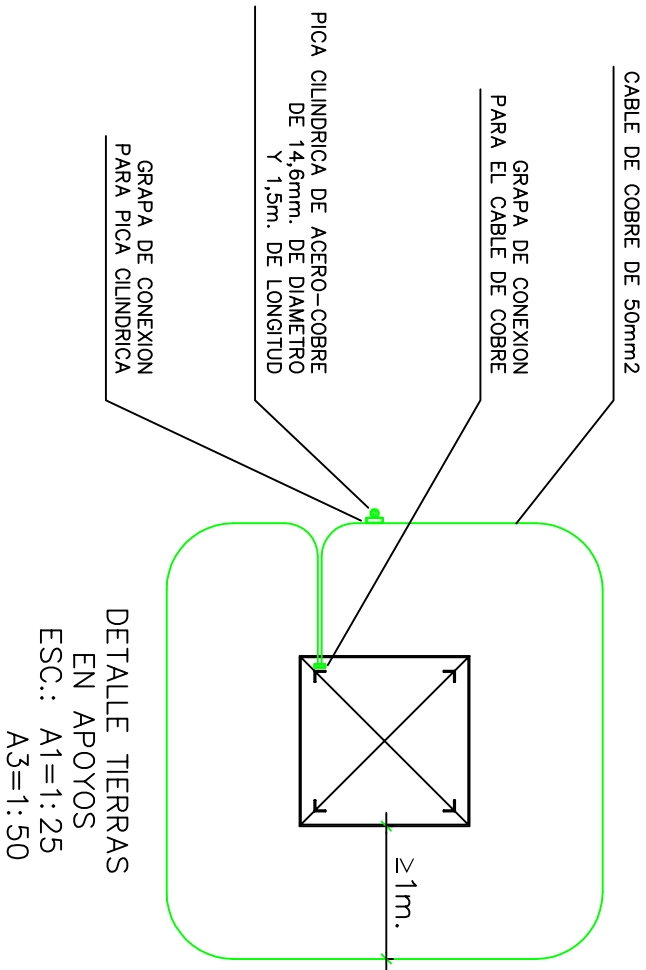 CABLE DE COBRE DE 50mm2
GRAPA DE CONEXION
PARA EL CABLE DE COBRE
PICA CILINDRICA DE ACERO-COBRE
DE 14,6mm. DE DIAMETRO
Y 1,5m. DE LONGITUD
GRAPA DE CONEXION
PARA PICA CILINDRICA
≥1m.
DETALLE TIERRAS
EN APOYOS
ESC.: A1=1:25
A3=1:50